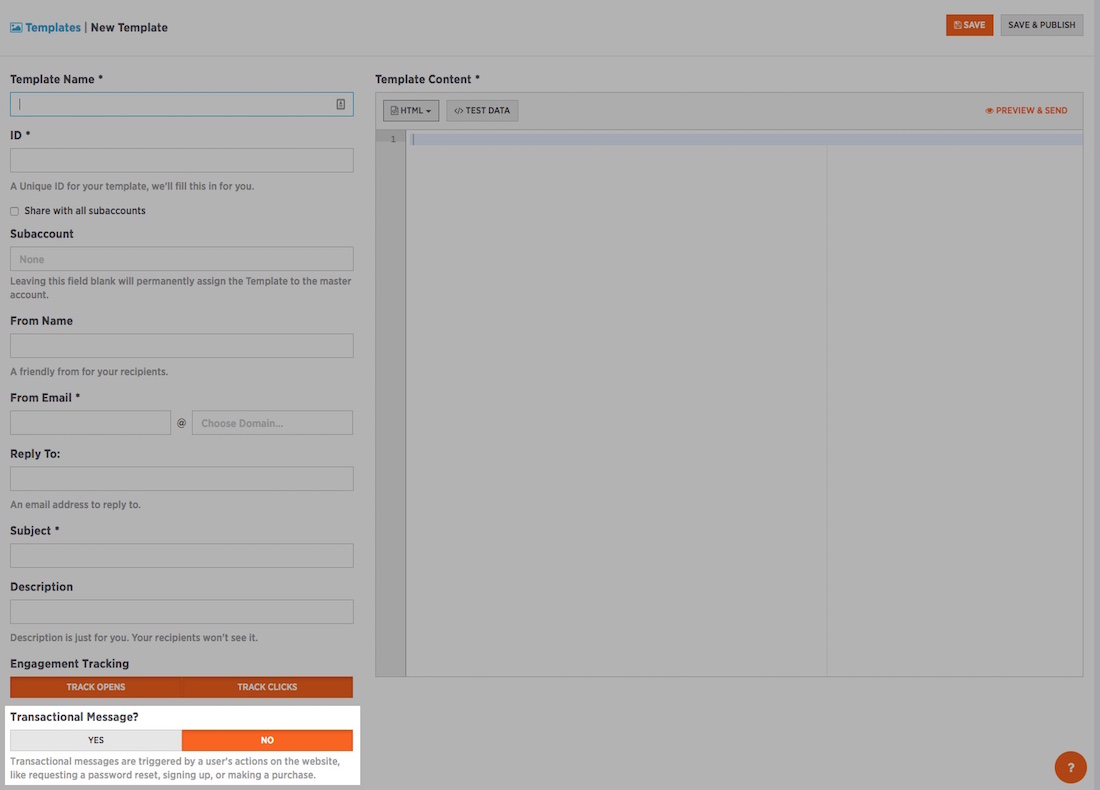 Templates | New Template
SAVE
SAVE & PUBLISH
Template Name *
ID *
A Unique ID for your template, we'll fill this in for you.
Share with all subaccounts
Subaccount
None
Leaving this field blank will permanently assign the Template to the master
account.
From Name
A friendly from for your recipients.
From Email *
@
Choose Domain...
Reply To:
An email address to reply to.
Subject *
Description
Description is just for you. Your recipients won't see it.
Engagement Tracking
TRACK OPENS
TRACK CLICKS
Transactional Message?
YES
NO
Transactional messages are triggered by a user's actions on the website,
like requesting a password reset, signing up, or making a purchase.
Template Content *
HTML
</> TEST DATA
PREVIEW & SEND
1
?